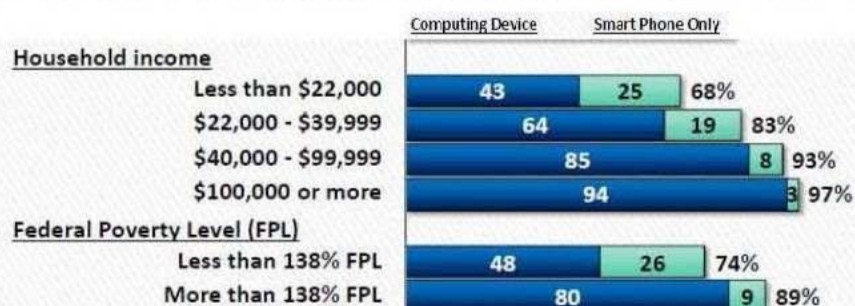 Computing Device Smart Phone Only
Household income
Less than $22,000 43 25 68%
$22,000 - $39,999 64 19 83%
$40,000 - $99,999 85 8 93%
$100,000 or more 94 3 97%
Federal Poverty Level (FPL)
Less than 138% FPL 48 26 74%
More than 138% FPL 80 9 89%